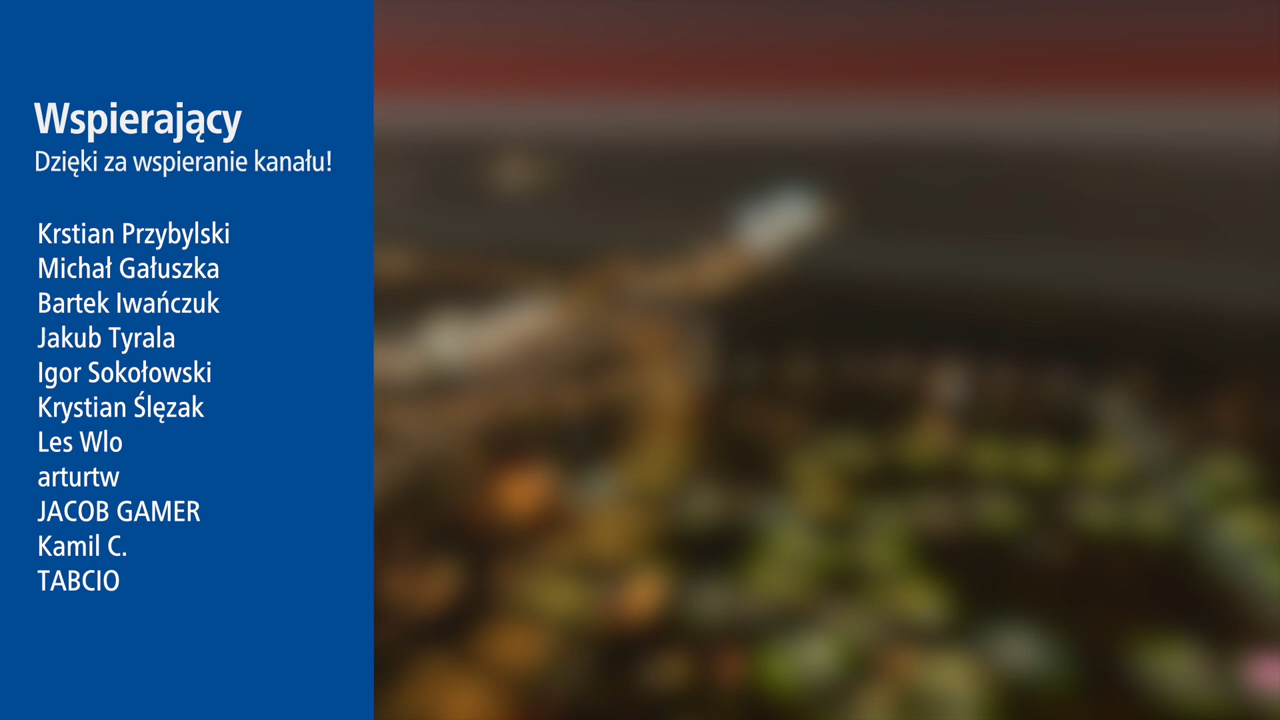 Wspierający
Dzięki za wspieranie kanału!
Krstian Przybylski
Michał Gałuszka
Bartek Iwańczuk
Jakub Tyrala
Igor Sokołowski
Krystian Ślęzak
Les Wlo
arturtw
JACOB GAMER
Kamil C.
TABCIO